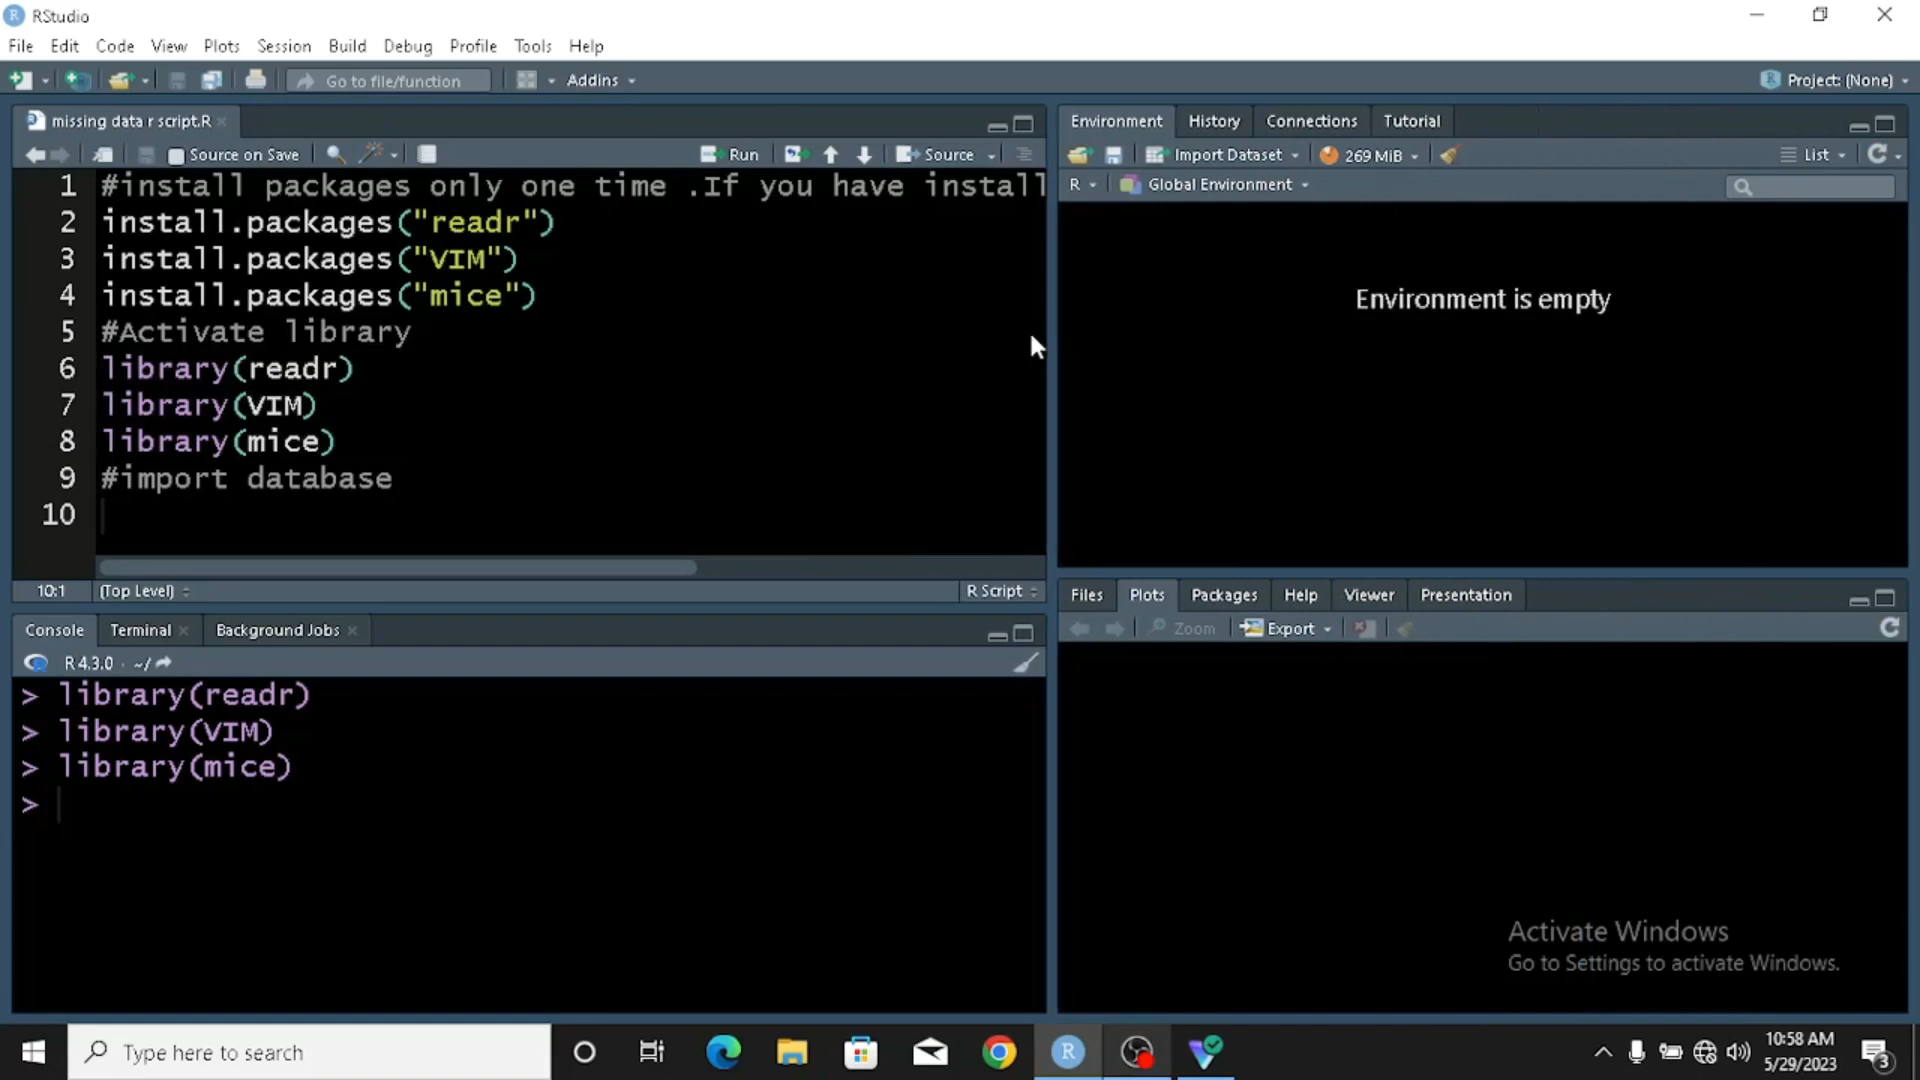 RStudio
File Edit Code View Plots Session Build Debug Profile Tools Help
Go to file/function Addins Project: (None)
missing data r script.R
Source on Save Run Source
1 #install packages only one time .If you have install
2 install.packages("readr")
3 install.packages("VIM")
4 install.packages("mice")
5 #Activate library
6 library(readr)
7 library(VIM)
8 library(mice)
9 #import database
10
10:1 (Top Level) R Script
Console Terminal Background Jobs
R 4.3.0 · ~/
> library(readr)
> library(VIM)
> library(mice)
>
Environment History Connections Tutorial
Import Dataset 269 MiB List
R Global Environment
Environment is empty
Files Plots Packages Help Viewer Presentation
Zoom Export
Activate Windows
Go to Settings to activate Windows.
Type here to search
10:58 AM
5/29/2023
3